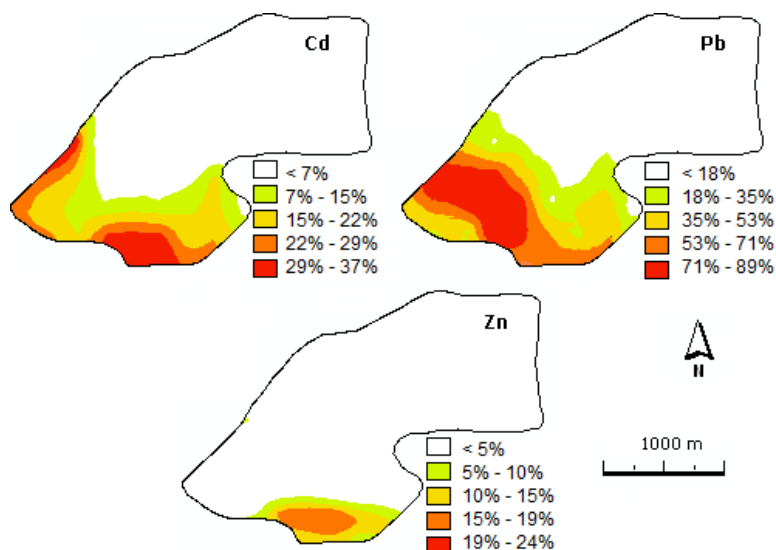 Cd
< 7%
7% - 15%
15% - 22%
22% - 29%
29% - 37%
Pb
< 18%
18% - 35%
35% - 53%
53% - 71%
71% - 89%
Zn
< 5%
5% - 10%
10% - 15%
15% - 19%
19% - 24%
N
1000 m